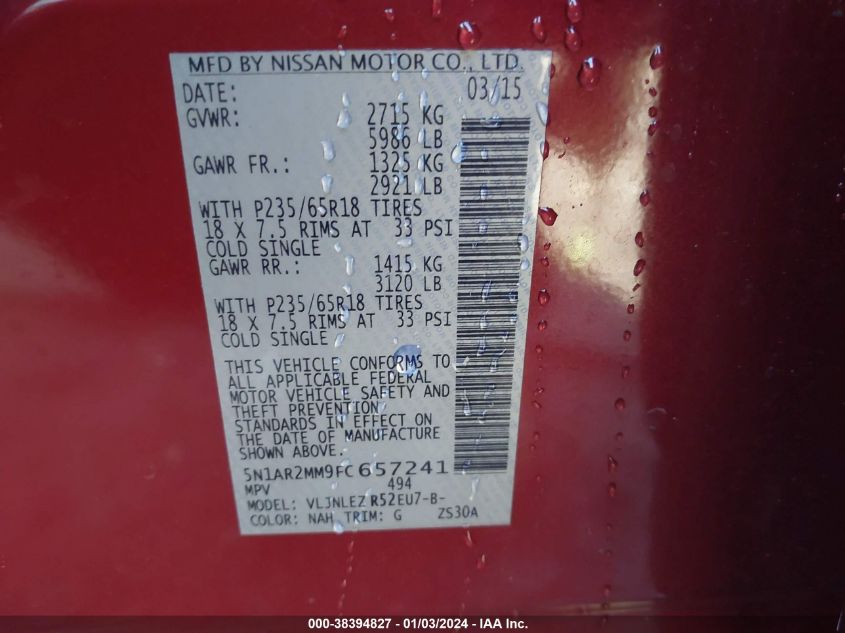 MFD BY NISSAN MOTOR CO., LTD.
DATE: 03/15
GVWR: 2715 KG
5986 LB
GAWR FR.: 1325 KG
2921 LB
WITH P235/65R18 TIRES
18 X 7.5 RIMS AT 33 PSI
COLD SINGLE
GAWR RR.: 1415 KG
3120 LB
WITH P235/65R18 TIRES
18 X 7.5 RIMS AT 33 PSI
COLD SINGLE
THIS VEHICLE CONFORMS TO
ALL APPLICABLE FEDERAL
MOTOR VEHICLE SAFETY AND
THEFT PREVENTION
STANDARDS IN EFFECT ON
THE DATE OF MANUFACTURE
SHOWN ABOVE.
5N1AR2MM9FC657241
MPV 494
MODEL: VLJNLEZ R52EU7-B-
COLOR: NAH TRIM: G ZS30A
000-38394827 - 01/03/2024 - IAA Inc.